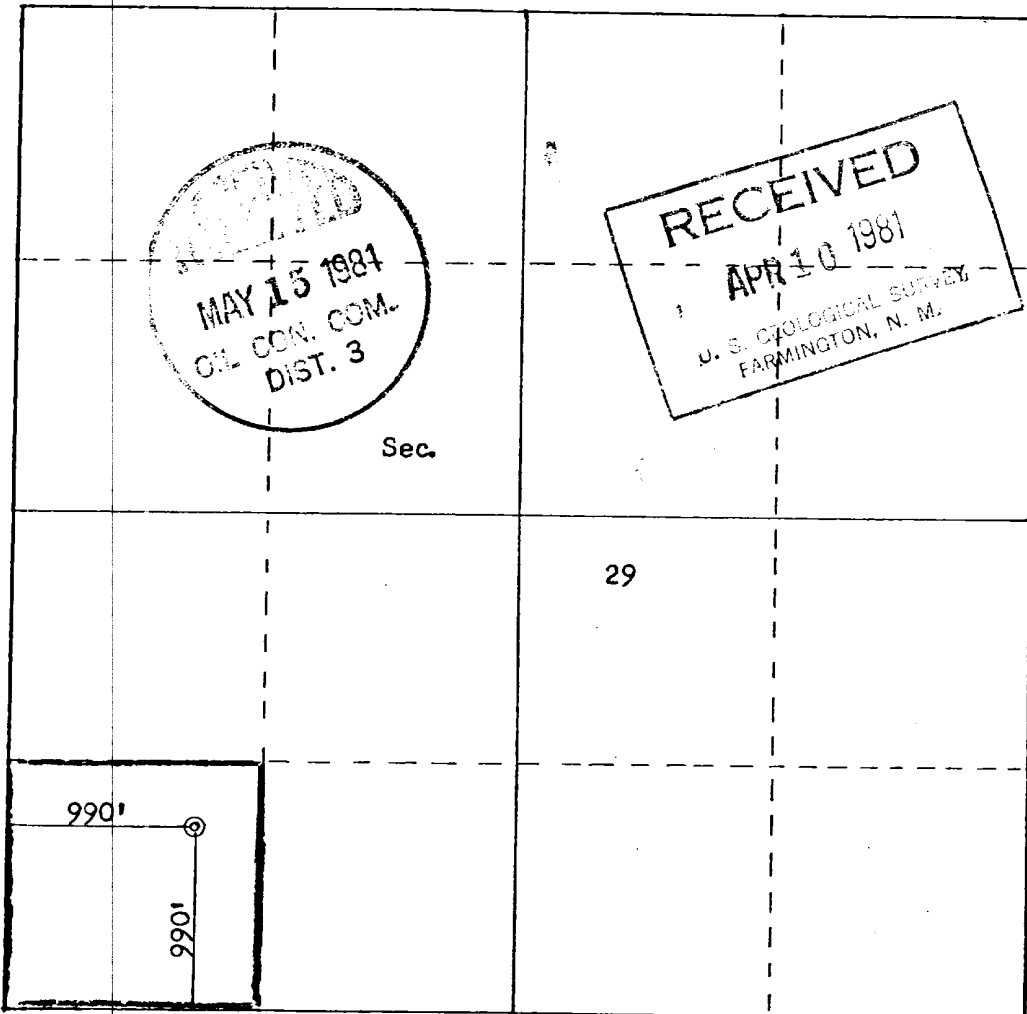 RECEIVED
MAY 15 1981
OIL CON. COM.
DIST. 3
RECEIVED
APR 10 1981
U. S. GEOLOGICAL SURVEY
FARMINGTON, N. M.
Sec.
29
990'
990'